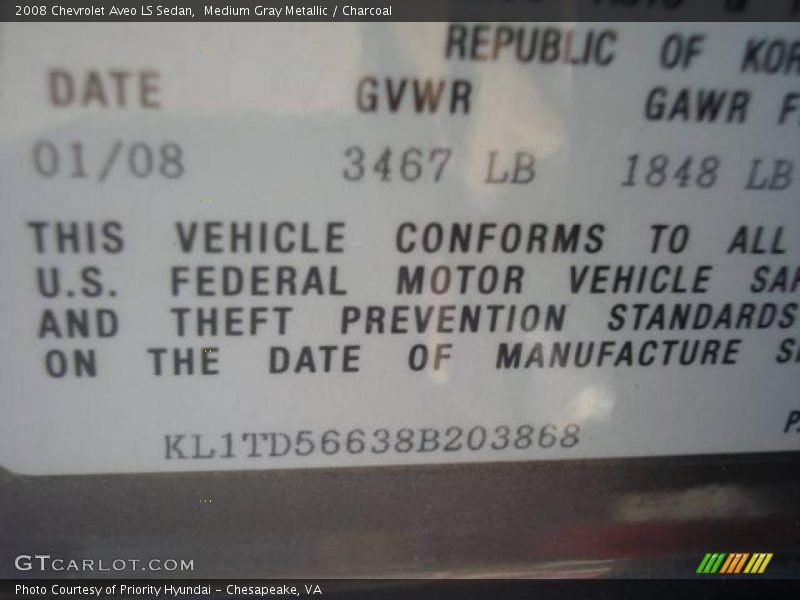 2008 Chevrolet Aveo LS Sedan, Medium Gray Metallic / Charcoal
REPUBLIC OF KOR
DATE GVWR GAWR F
01/08 3467 LB 1848 LB
THIS VEHICLE CONFORMS TO ALL
U.S. FEDERAL MOTOR VEHICLE SAF
AND THEFT PREVENTION STANDARDS
ON THE DATE OF MANUFACTURE S
KL1TD56638B203868
GTCARLOT.COM
Photo Courtesy of Priority Hyundai – Chesapeake, VA